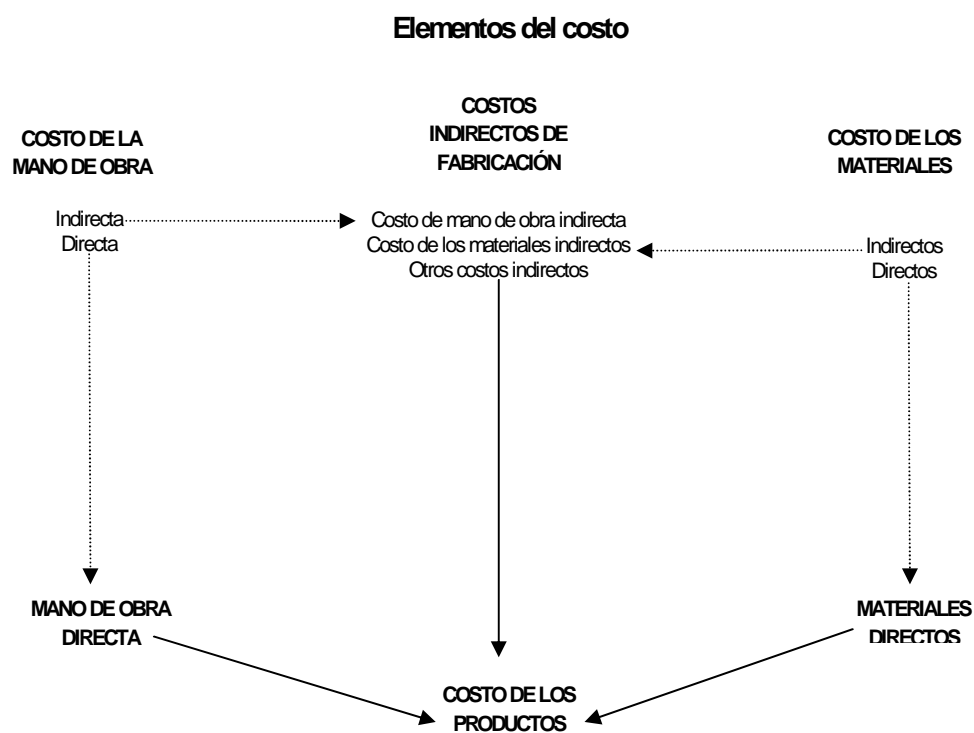 Elementos del costo
COSTO DE LA
MANO DE OBRA
Indirecta
Directa
COSTOS
INDIRECTOS DE
FABRICACIÓN
Costo de mano de obra indirecta
Costo de los materiales indirectos
Otros costos indirectos
COSTO DE LOS
MATERIALES
Indirectos
Directos
MANO DE OBRA
DIRECTA
MATERIALES
DIRECTOS
COSTO DE LOS
PRODUCTOS